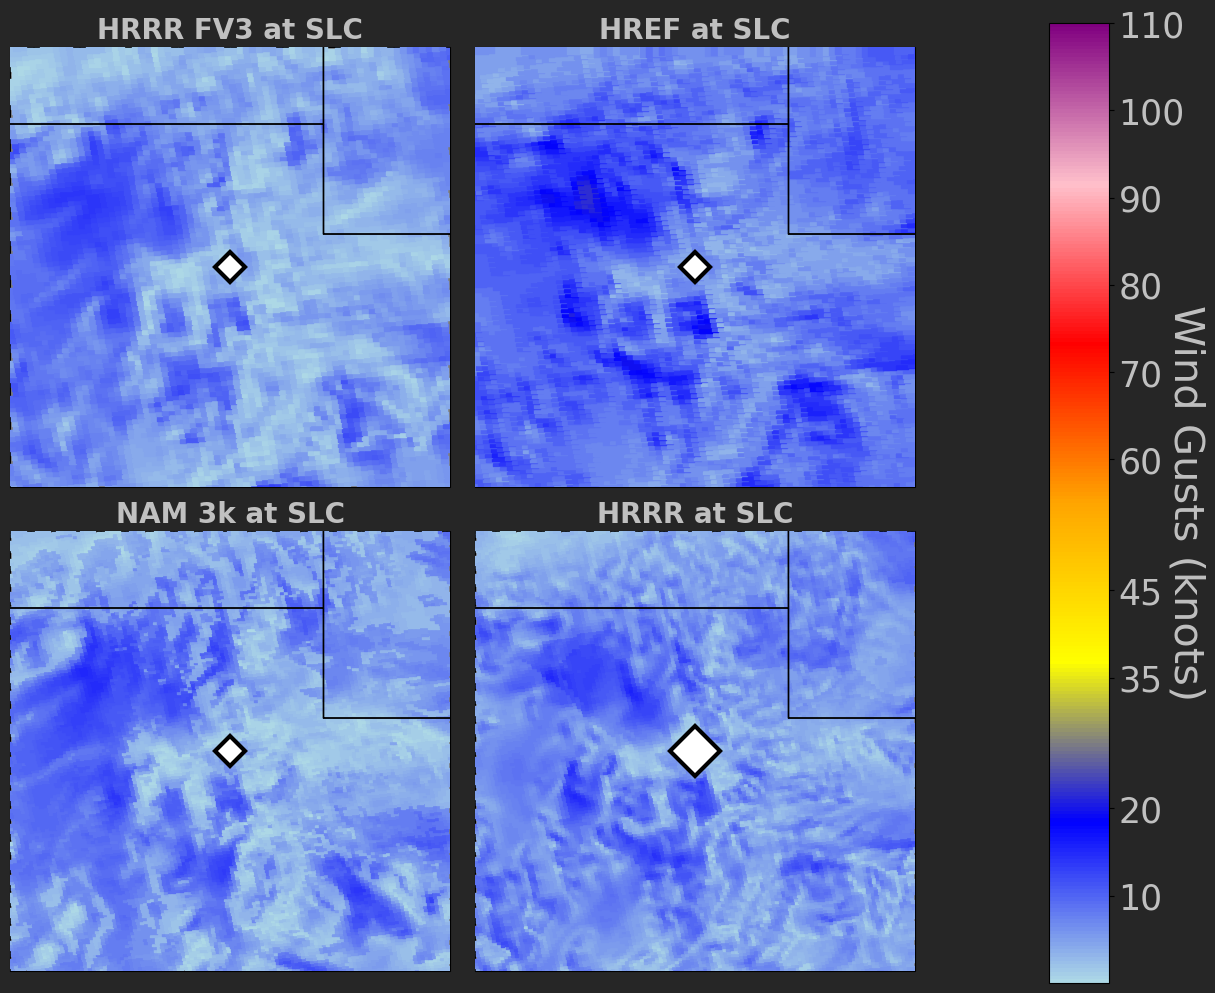 HRRR FV3 at SLC
HREF at SLC
NAM 3k at SLC
HRRR at SLC
110
100
90
80
70
60
45
35
20
10
Wind Gusts (knots)